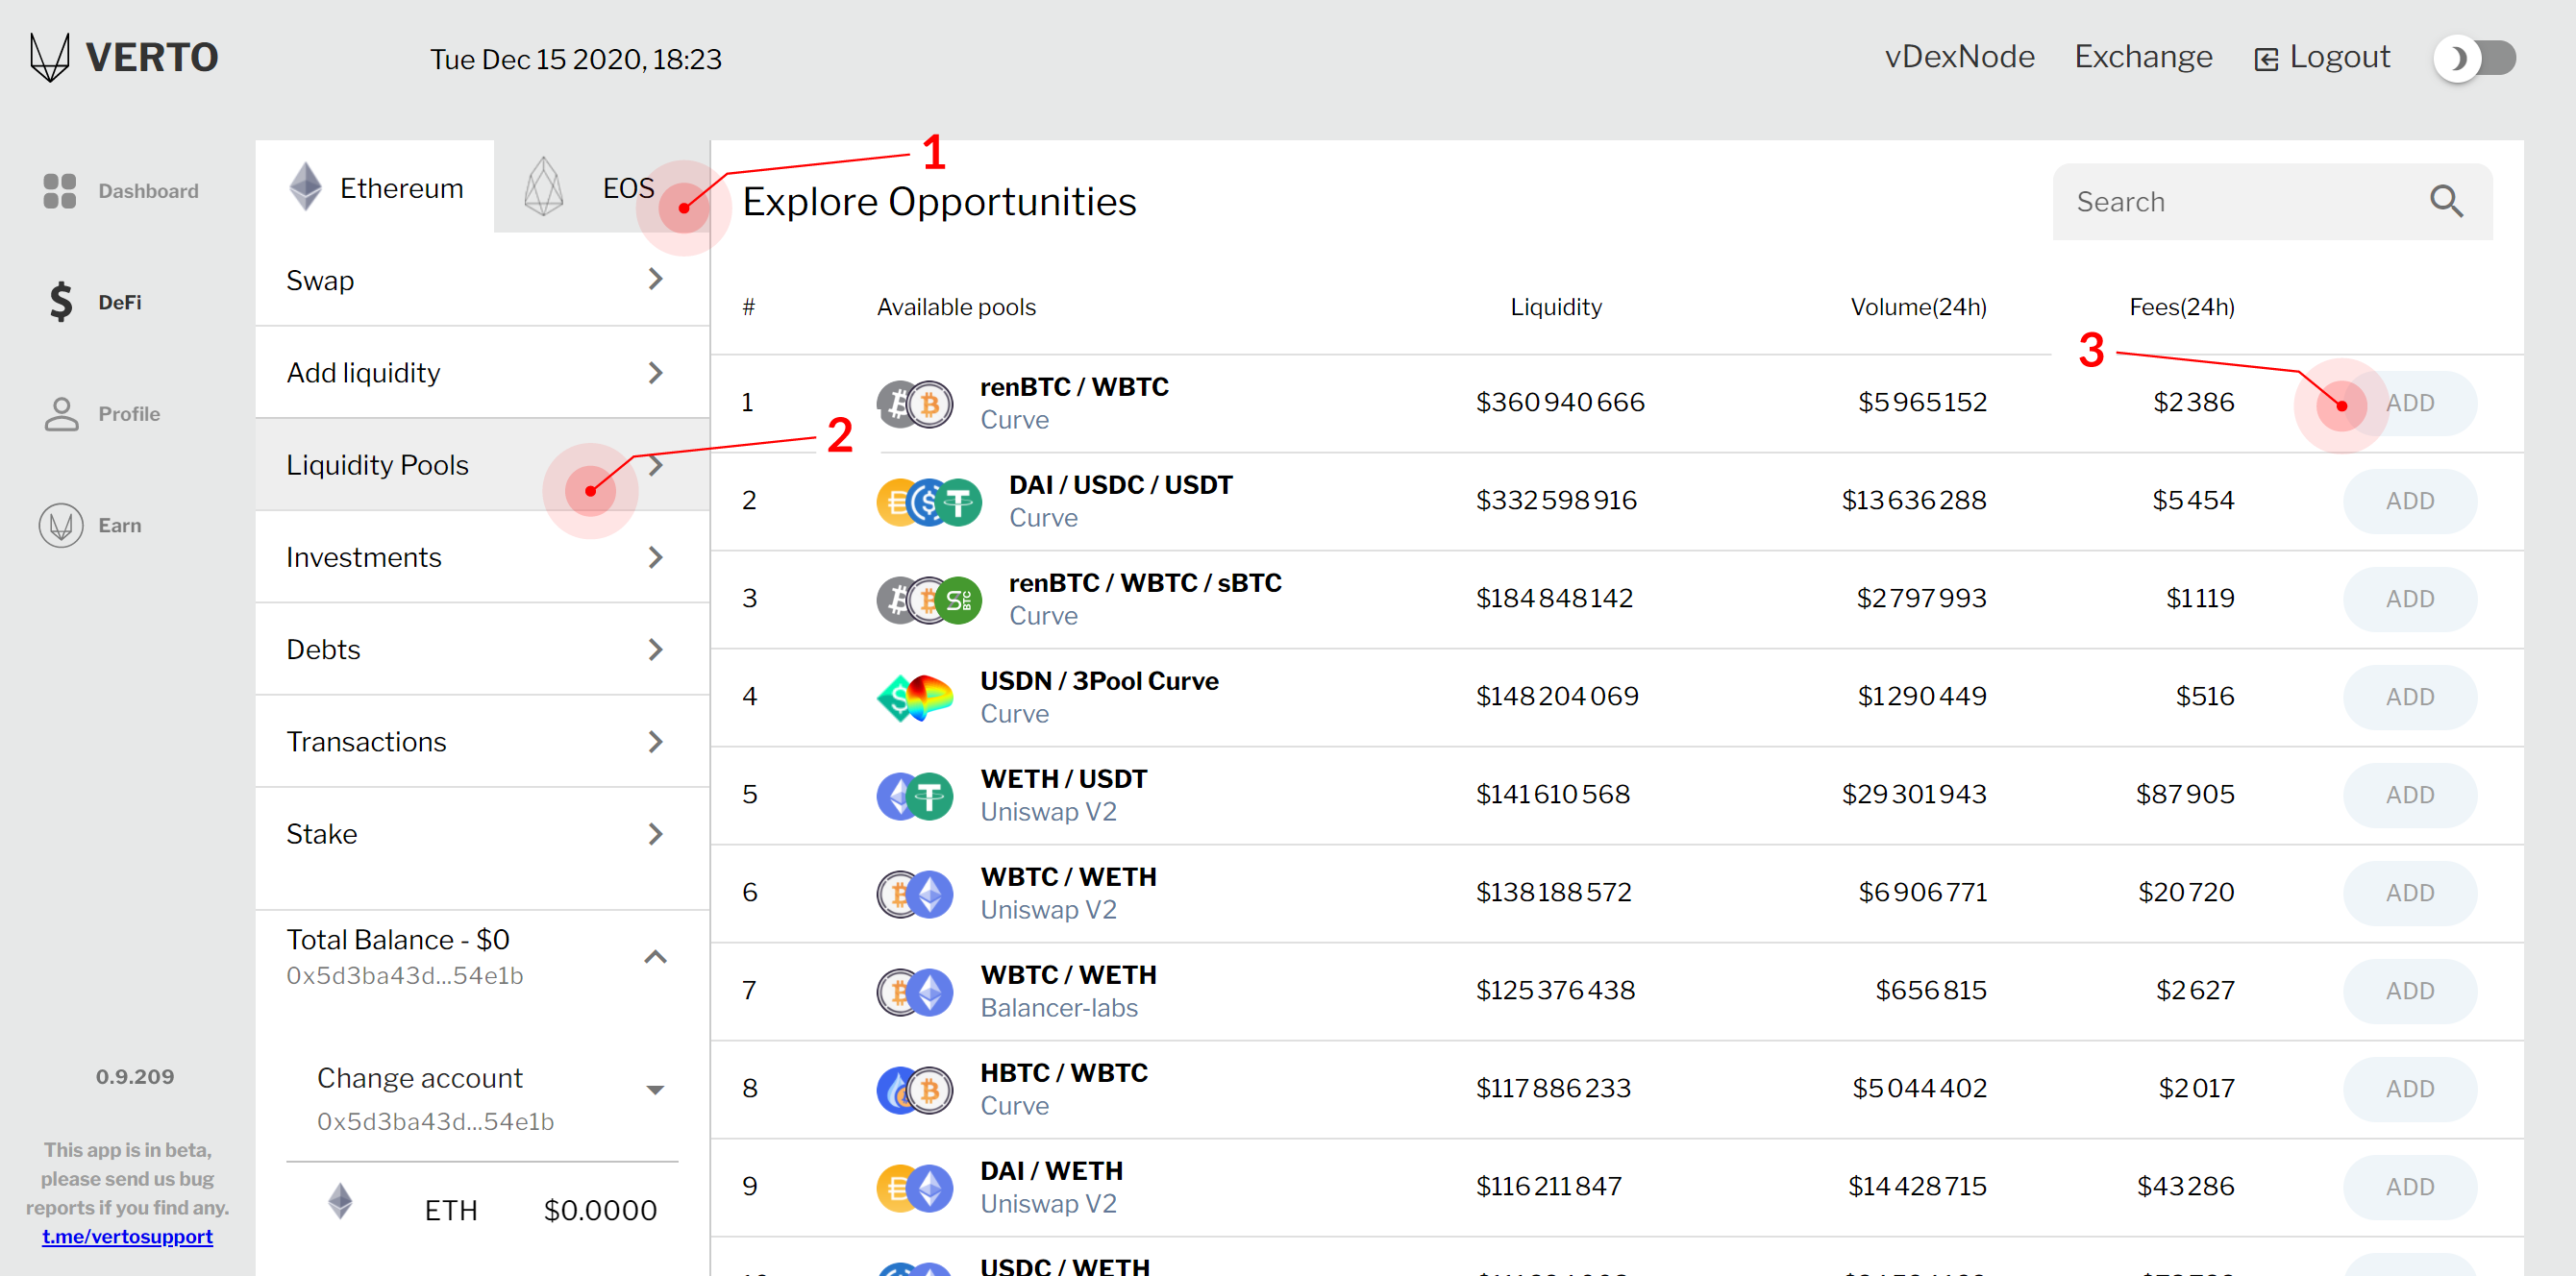 VERTO
Tue Dec 15 2020, 18:23
vDexNode Exchange Logout
Dashboard
DeFi
Profile
Earn
0.9.209
This app is in beta,
please send us bug
reports if you find any.
t.me/vertosupport
Ethereum EOS
1
Swap
Add liquidity
Liquidity Pools
2
Investments
Debts
Transactions
Stake
Total Balance - $0
0x5d3ba43d...54e1b
Change account
0x5d3ba43d...54e1b
ETH $0.0000
Explore Opportunities
Search
# Available pools Liquidity Volume(24h) Fees(24h)
3
1 renBTC / WBTC $360 940 666 $5 965 152 $2 386 ADD
Curve
2 DAI / USDC / USDT $332 598 916 $13 636 288 $5 454 ADD
Curve
3 renBTC / WBTC / sBTC $184 848 142 $2 797 993 $1 119 ADD
Curve
4 USDN / 3Pool Curve $148 204 069 $1 290 449 $516 ADD
Curve
5 WETH / USDT $141 610 568 $29 301 943 $87 905 ADD
Uniswap V2
6 WBTC / WETH $138 188 572 $6 906 771 $20 720 ADD
Uniswap V2
7 WBTC / WETH $125 376 438 $656 815 $2 627 ADD
Balancer-labs
8 HBTC / WBTC $117 886 233 $5 044 402 $2 017 ADD
Curve
9 DAI / WETH $116 211 847 $14 428 715 $43 286 ADD
Uniswap V2
USDC / WETH